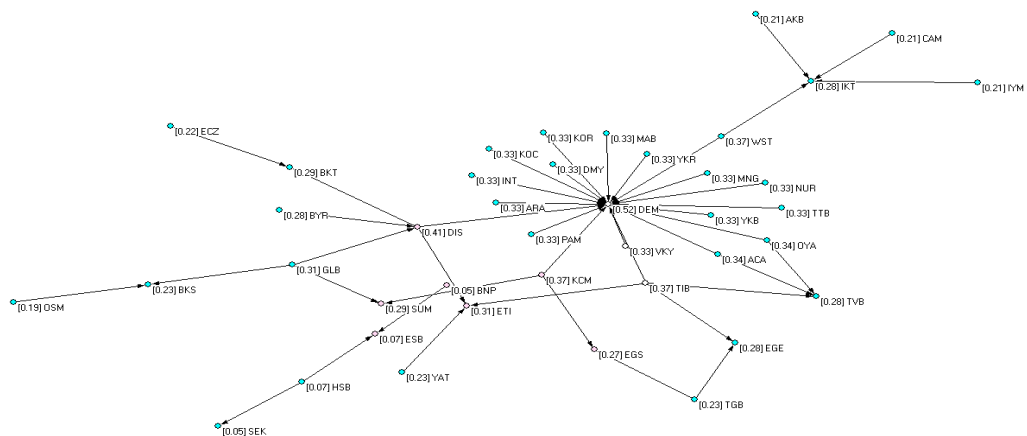 [0.21] AKB
[0.21] CAM
[0.28] IKT
[0.21] IYM
[0.22] ECZ
[0.33] KOR
[0.33] MAB
[0.37] WST
[0.33] KOC
[0.33] YKR
[0.29] BKT
[0.33] DMY
[0.33] INT
[0.33] MNG
[0.33] NUR
[0.28] BYR
[0.33] ARA
[0.52] DEM
[0.33] TTB
[0.33] YKB
[0.41] DIS
[0.33] PAM
[0.33] VKY
[0.34] OYA
[0.34] ACA
[0.31] GLB
[0.37] KCM
[0.37] TIB
[0.23] BKS
[0.05] BNP
[0.19] OSM
[0.29] SUM
[0.31] ETI
[0.28] TVB
[0.07] ESB
[0.27] EGS
[0.28] EGE
[0.23] YAT
[0.07] HSB
[0.23] TGB
[0.05] SEK